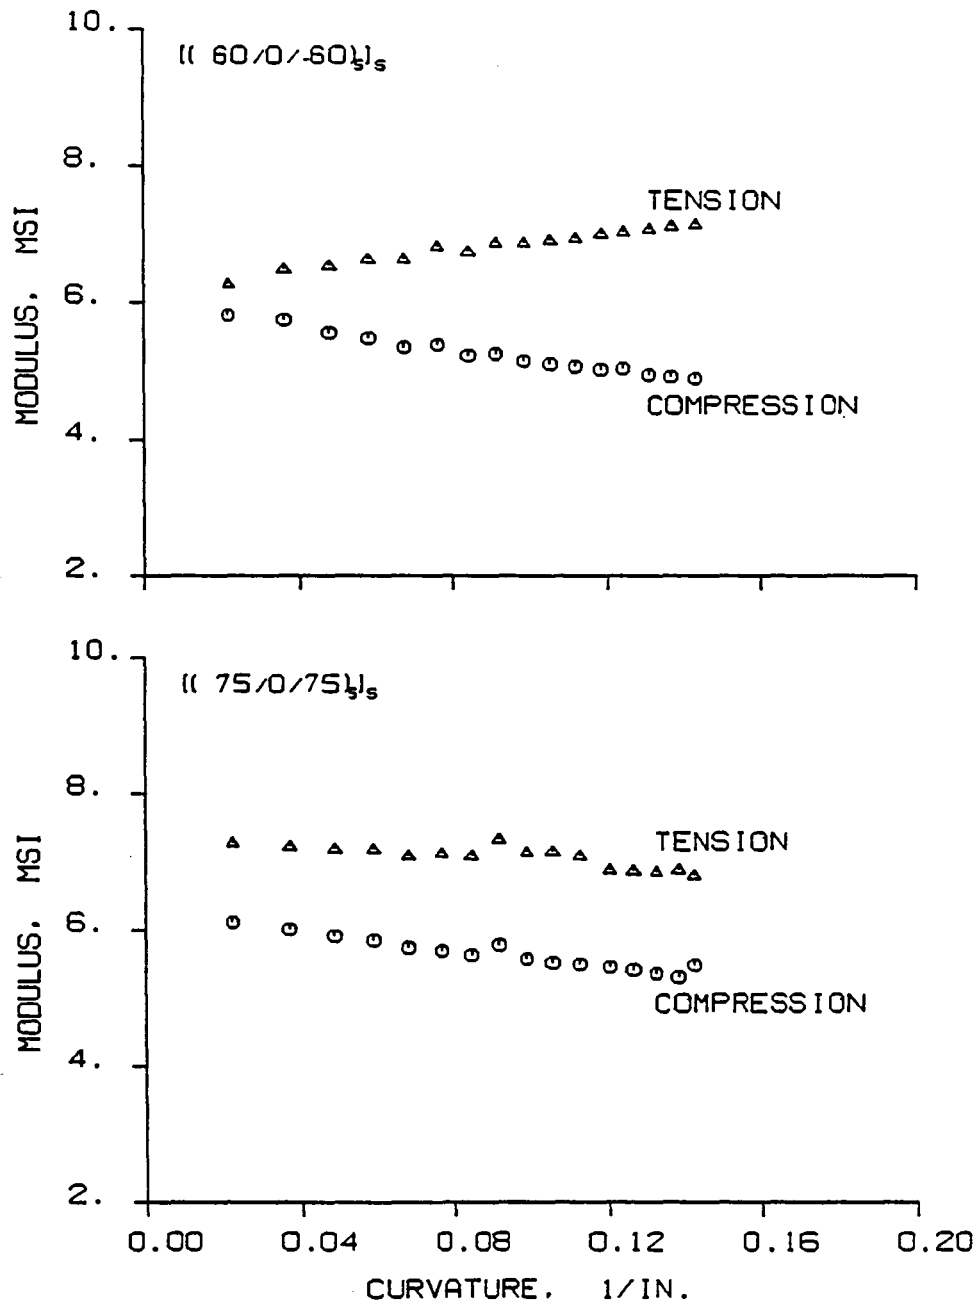 10.
[( 60/0/-60)s]s
8.
TENSION
MODULUS, MSI
6.
COMPRESSION
4.
2.
10.
[( 75/0/75)s]s
8.
TENSION
MODULUS, MSI
6.
COMPRESSION
4.
2.
0.00 0.04 0.08 0.12 0.16 0.20
CURVATURE, 1/IN.